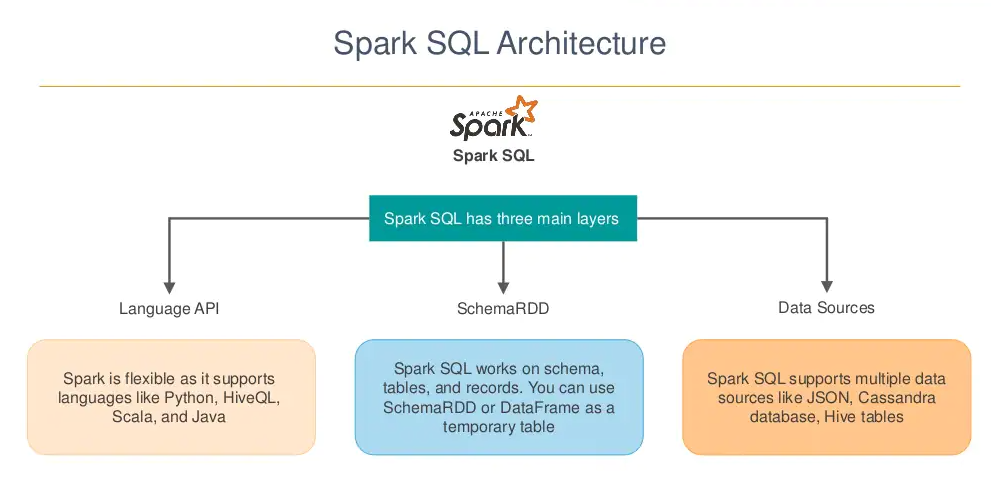 Spark SQL Architecture
APACHE
Spark
Spark SQL
Spark SQL has three main layers
Language API
SchemaRDD
Data Sources
Spark is flexible as it supports
languages like Python, HiveQL,
Scala, and Java
Spark SQL works on schema,
tables, and records. You can use
SchemaRDD or DataFrame as a
temporary table
Spark SQL supports multiple data
sources like JSON, Cassandra
database, Hive tables